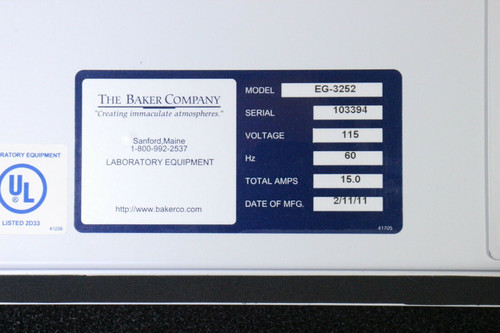 THE BAKER COMPANY
"Creating immaculate atmospheres."
Sanford,Maine
1-800-992-2537
LABORATORY EQUIPMENT
http://www.bakerco.com
MODEL EG-3252
SERIAL 103394
VOLTAGE 115
Hz 60
TOTAL AMPS 15.0
DATE OF MFG. 2/11/11
41705
RATORY EQUIPMENT
UL
LISTED 2D33